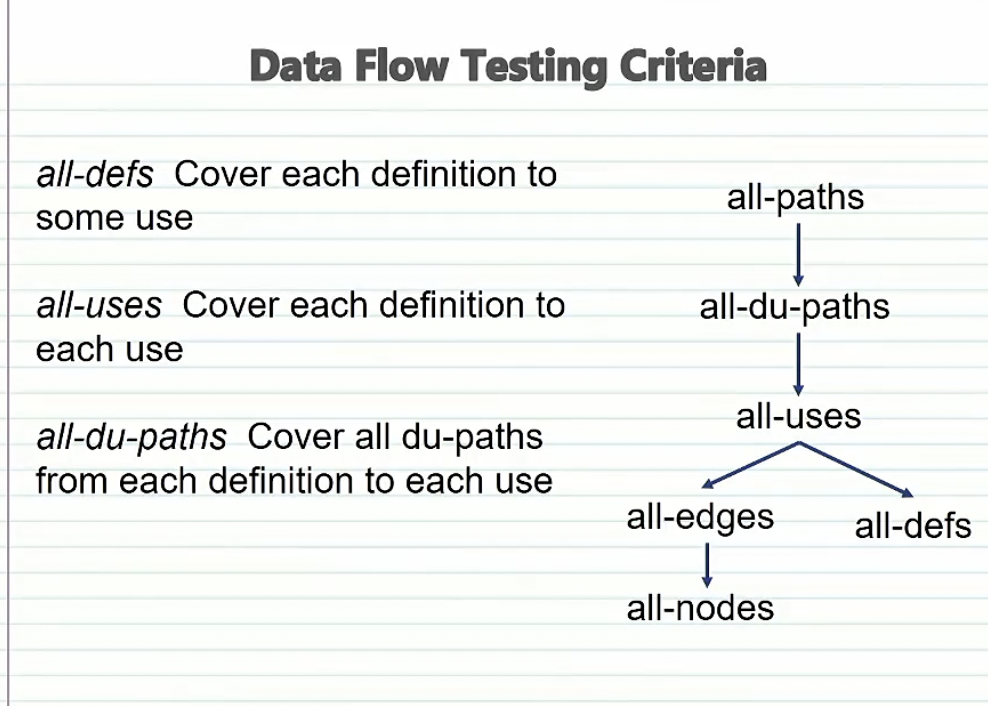 Data Flow Testing Criteria
all-defs Cover each definition to
some use
all-uses Cover each definition to
each use
all-du-paths Cover all du-paths
from each definition to each use
all-paths
all-du-paths
all-uses
all-edges
all-defs
all-nodes